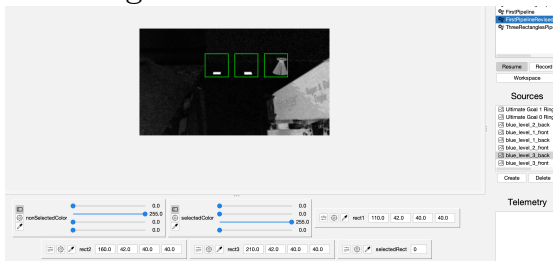 FirstPipeline
FirstPipelineRevised
ThreeRectanglesPip
Resume Record
Workspace
Sources
Ultimate Goal 1 Ring
Ultimate Goal 0 Ring
blue_level_2_back
blue_level_1_front
blue_level_1_back
blue_level_2_front
blue_level_3_back
blue_level_3_front
Create Delete
Telemetry
nonSelectedColor
0.0
255.0
0.0
0.0
selectedColor
0.0
0.0
255.0
0.0
rect1 110.0 42.0 40.0 40.0
rect2 160.0 42.0 40.0 40.0
rect3 210.0 42.0 40.0 40.0
selectedRect 0